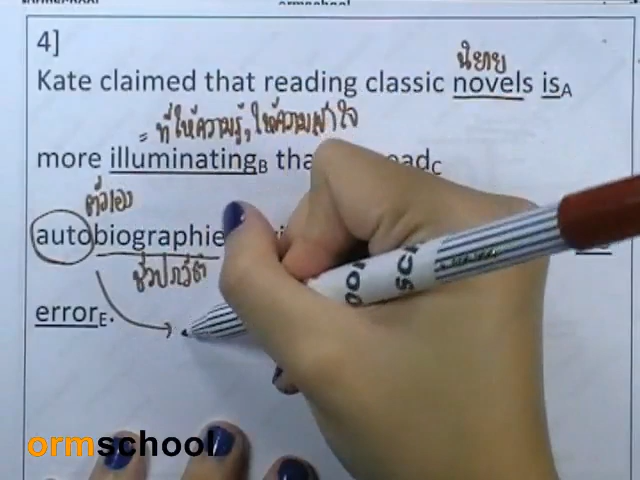 ormschool
4]
นิยาย
Kate claimed that reading classic novels isA
= ที่ให้ความรู้, ให้ความเข้าใจ
more illuminatingB tha eadC
ตัวเอง
autobiographie
ชีวประวัติ
errorE.
ormschool